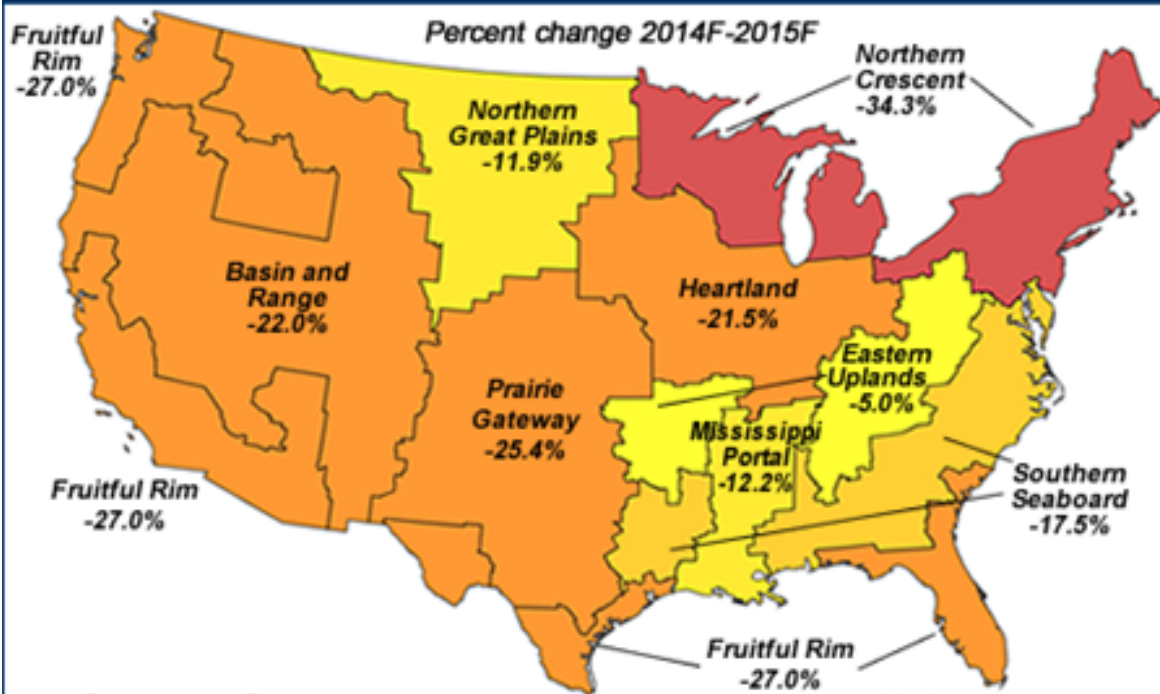 Percent change 2014F-2015F
Fruitful
Rim
-27.0%
Northern
Crescent
-34.3%
Northern
Great Plains
-11.9%
Basin and
Range
-22.0%
Heartland
-21.5%
Eastern
Uplands
-5.0%
Prairie
Gateway
-25.4%
Mississippi
Portal
-12.2%
Southern
Seaboard
-17.5%
Fruitful Rim
-27.0%
Fruitful Rim
-27.0%